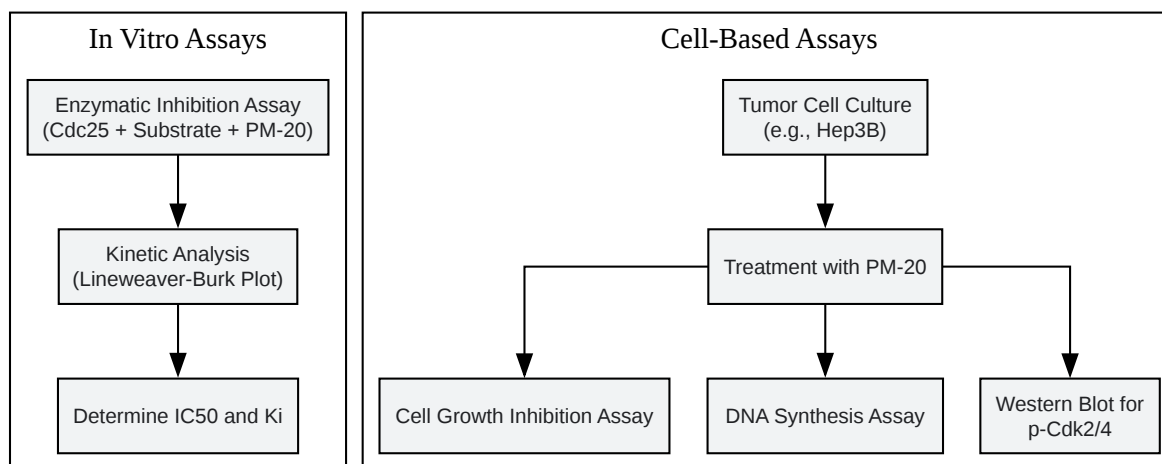 In Vitro Assays
Enzymatic Inhibition Assay
(Cdc25 + Substrate + PM-20)
Kinetic Analysis
(Lineweaver-Burk Plot)
Determine IC50 and Ki
Cell-Based Assays
Tumor Cell Culture
(e.g., Hep3B)
Treatment with PM-20
Cell Growth Inhibition Assay
DNA Synthesis Assay
Western Blot for
p-Cdk2/4